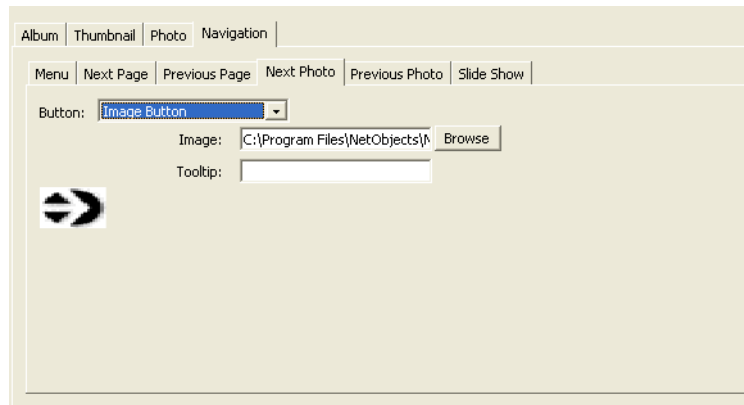 Album Thumbnail Photo Navigation
Menu Next Page Previous Page Next Photo Previous Photo Slide Show
Button: Image Button
Image: C:\Program Files\NetObjects\N Browse
Tooltip: